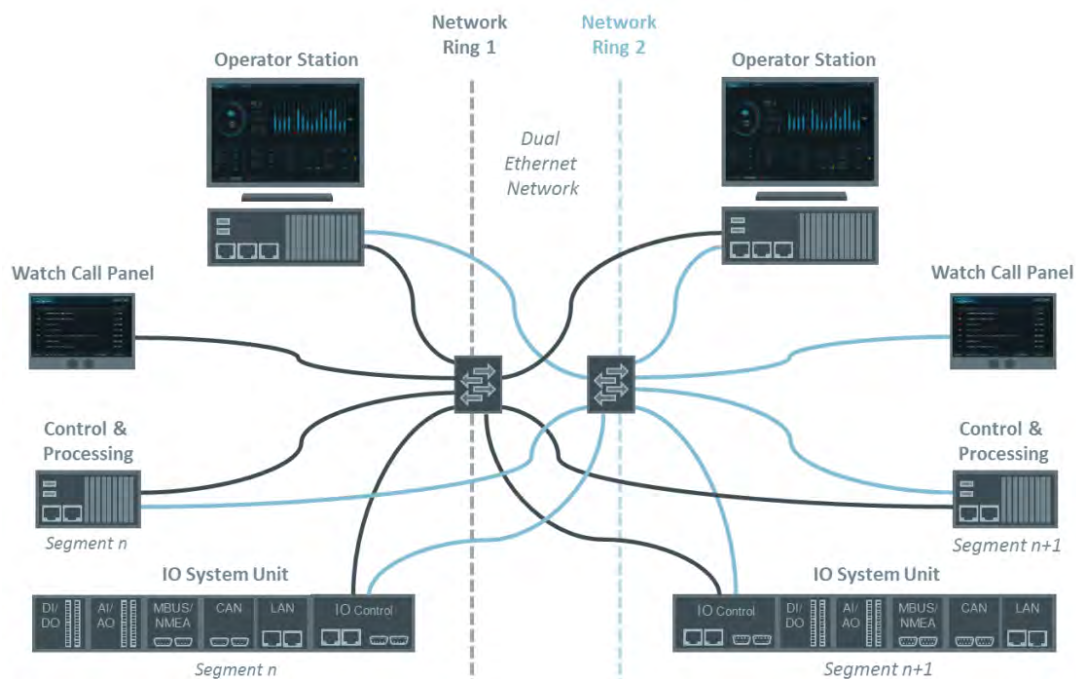 Network
Ring 1
Network
Ring 2
Operator Station
Operator Station
Dual
Ethernet
Network
Watch Call Panel
Watch Call Panel
Control &
Processing
Control &
Processing
Segment n
Segment n+1
IO System Unit
IO System Unit
DI/
DO
AI/
AO
MBUS/
NMEA
CAN
LAN
IO Control
IO Control
DI/
DO
AI/
AO
MBUS/
NMEA
CAN
LAN
Segment n
Segment n+1